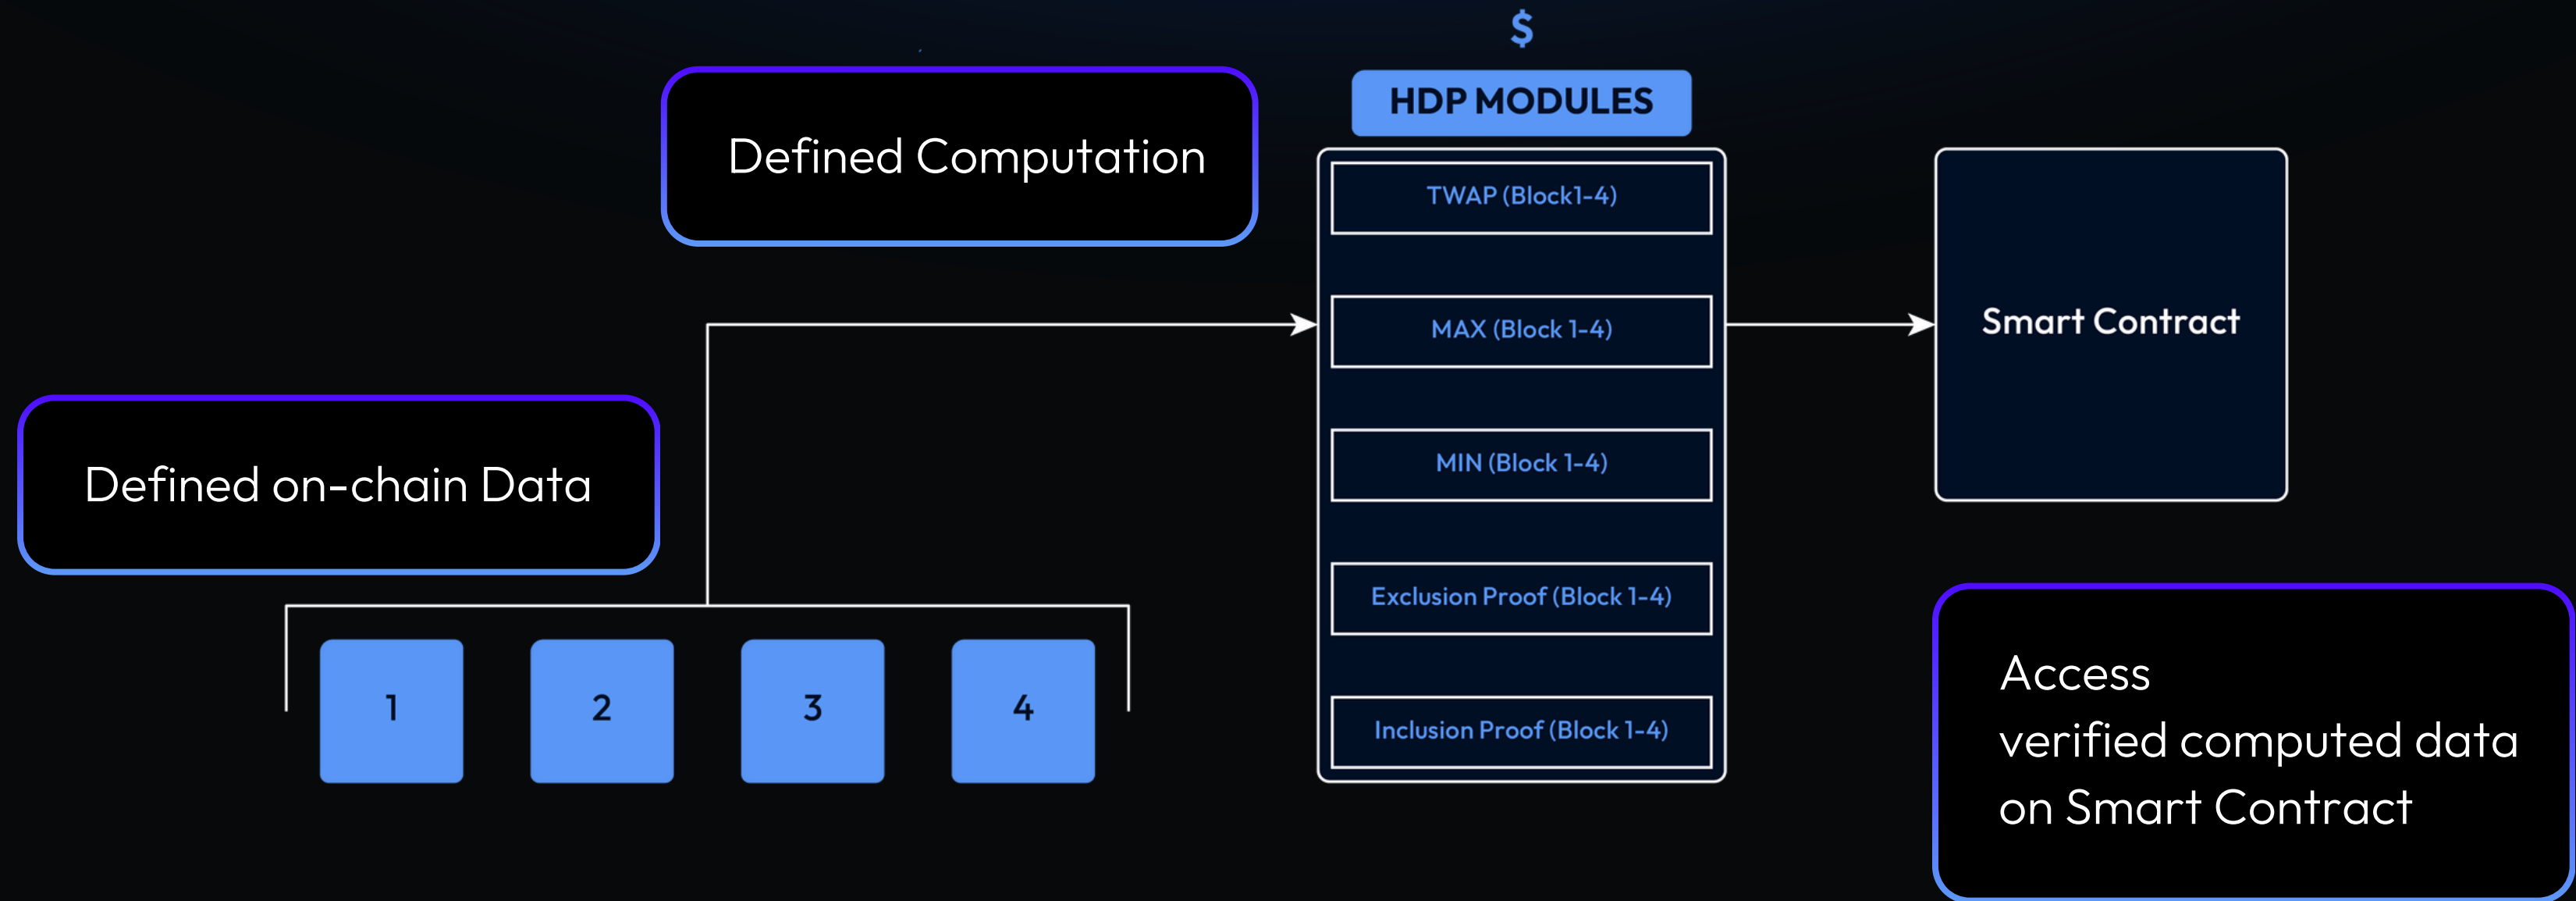 $
HDP MODULES
Defined Computation
TWAP (Block1-4)
MAX (Block 1-4)
MIN (Block 1-4)
Exclusion Proof (Block 1-4)
Inclusion Proof (Block 1-4)
Smart Contract
Defined on-chain Data
1
2
3
4
Access
verified computed data
on Smart Contract